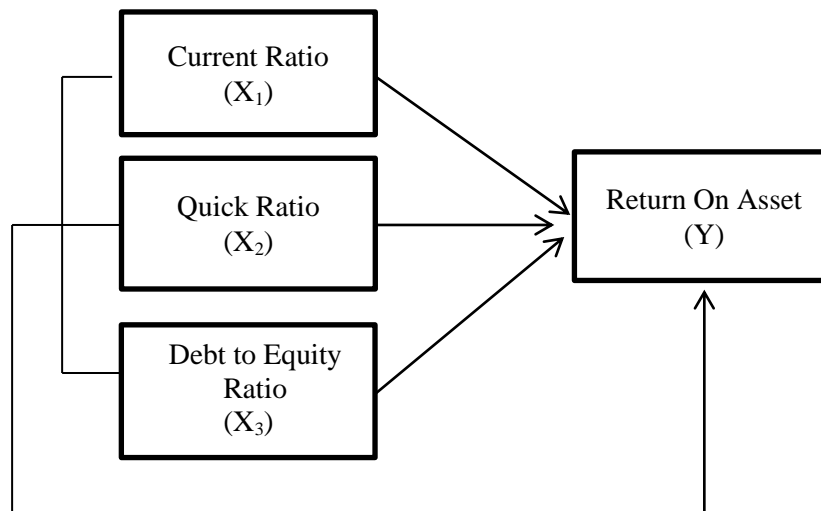 Current Ratio
(X₁)
Quick Ratio
(X₂)
Debt to Equity
Ratio
(X₃)
Return On Asset
(Y)